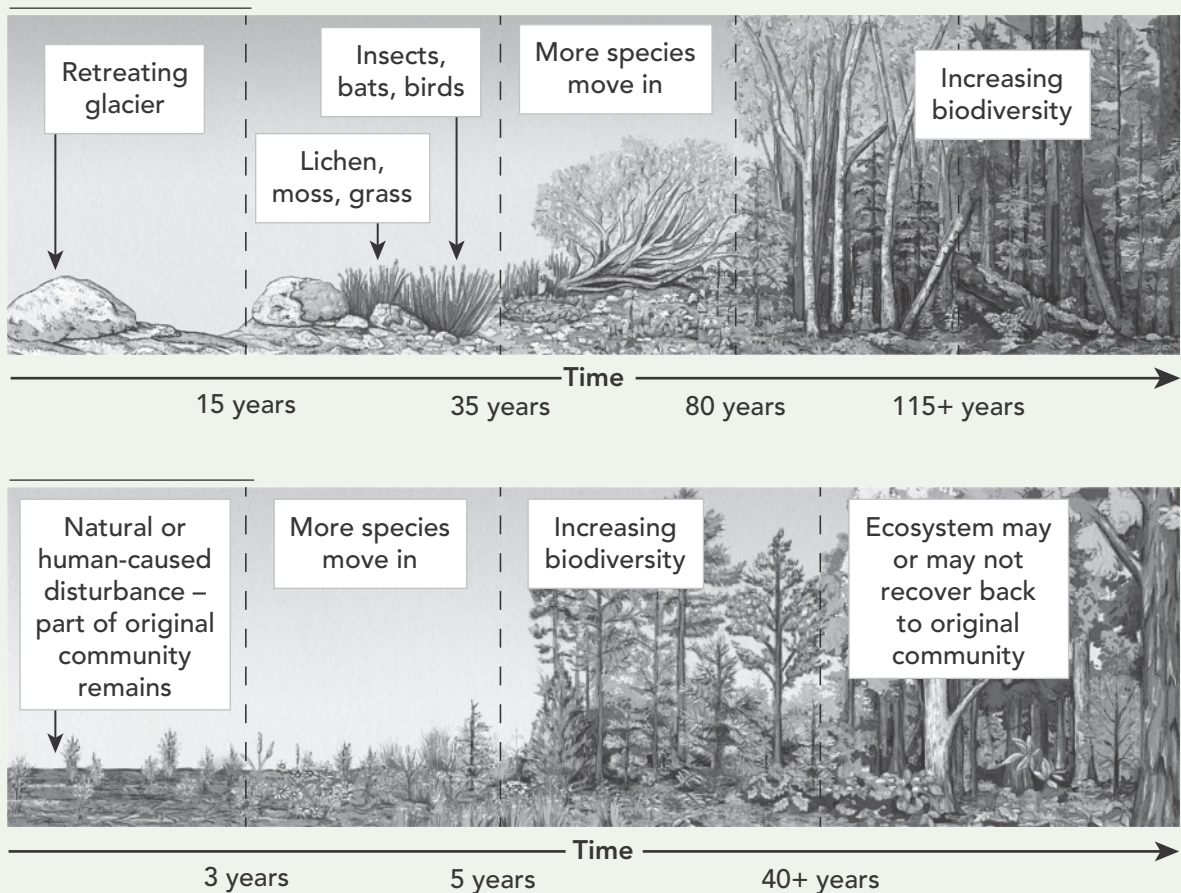 Retreating
glacier
Insects,
bats, birds
Lichen,
moss, grass
More species
move in
Increasing
biodiversity
Time
15 years
35 years
80 years
115+ years
Natural or
human-caused
disturbance –
part of original
community
remains
More species
move in
Increasing
biodiversity
Ecosystem may
or may not
recover back
to original
community
Time
3 years
5 years
40+ years